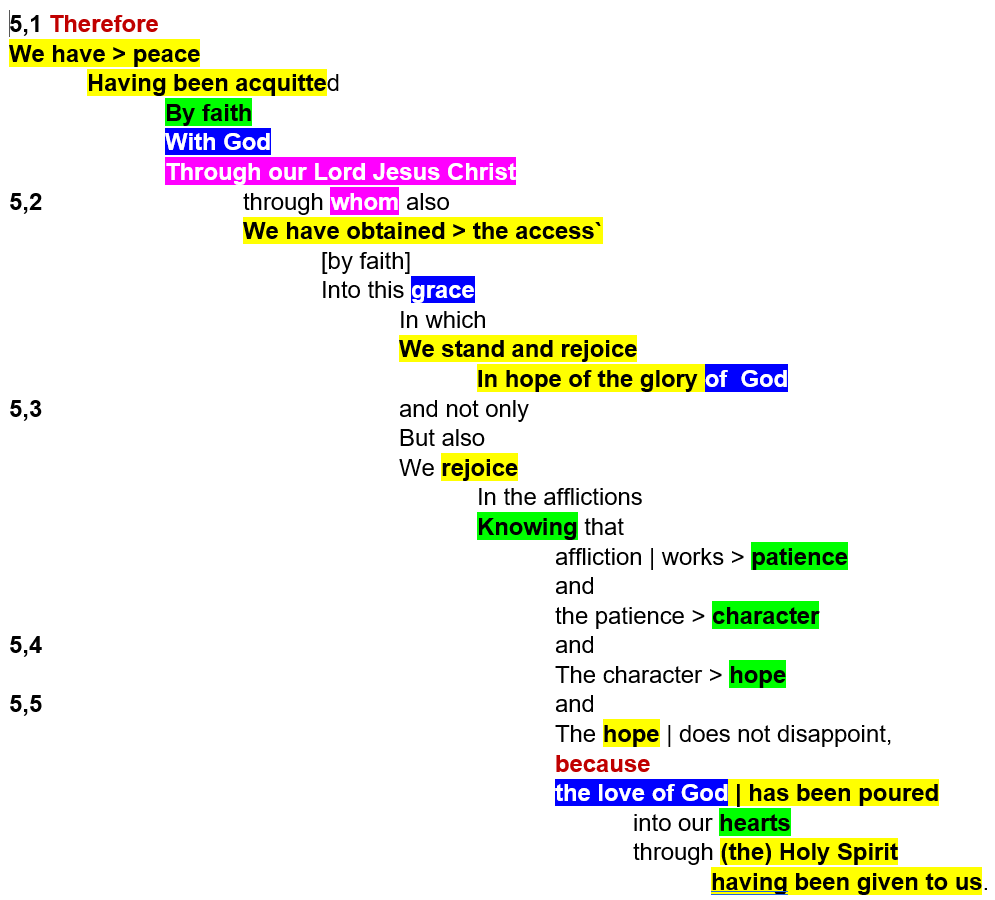 5,1 Therefore
We have > peace
Having been acquitted
By faith
With God
Through our Lord Jesus Christ
5,2 through whom also
We have obtained > the access`
[by faith]
Into this grace
In which
We stand and rejoice
In hope of the glory of  God
5,3 and not only
But also
We rejoice
In the afflictions
Knowing that
affliction | works > patience
and
the patience > character
5,4 and
The character > hope
5,5 and
The hope | does not disappoint,
because
the love of God | has been poured
into our hearts
through (the) Holy Spirit
having been given to us.